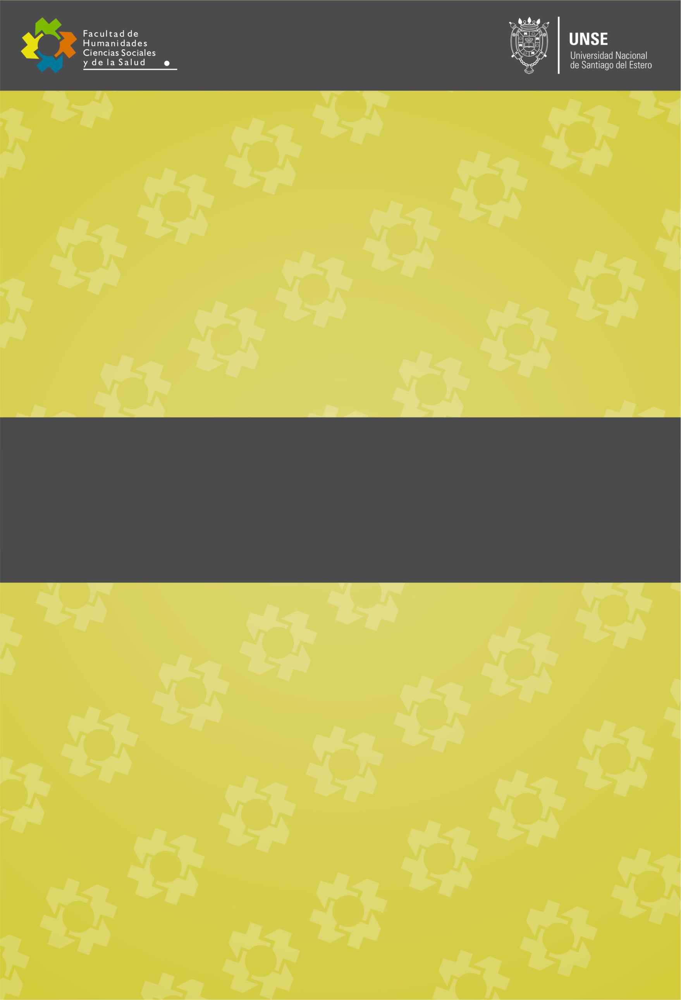 Facultad de
Humanidades
Ciencias Sociales
y de la Salud
UNSE
Universidad Nacional
de Santiago del Estero